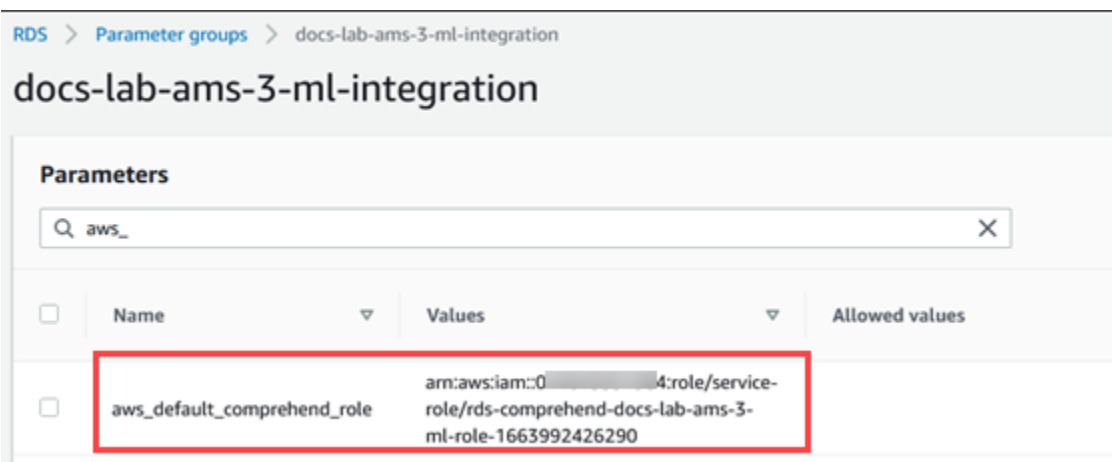 RDS > Parameter groups > docs-lab-ams-3-ml-integration
docs-lab-ams-3-ml-integration
Parameters
aws_
Name Values Allowed values
aws_default_comprehend_role
arn:aws:iam::0 4:role/service-
role/rds-comprehend-docs-lab-ams-3-
ml-role-1663992426290